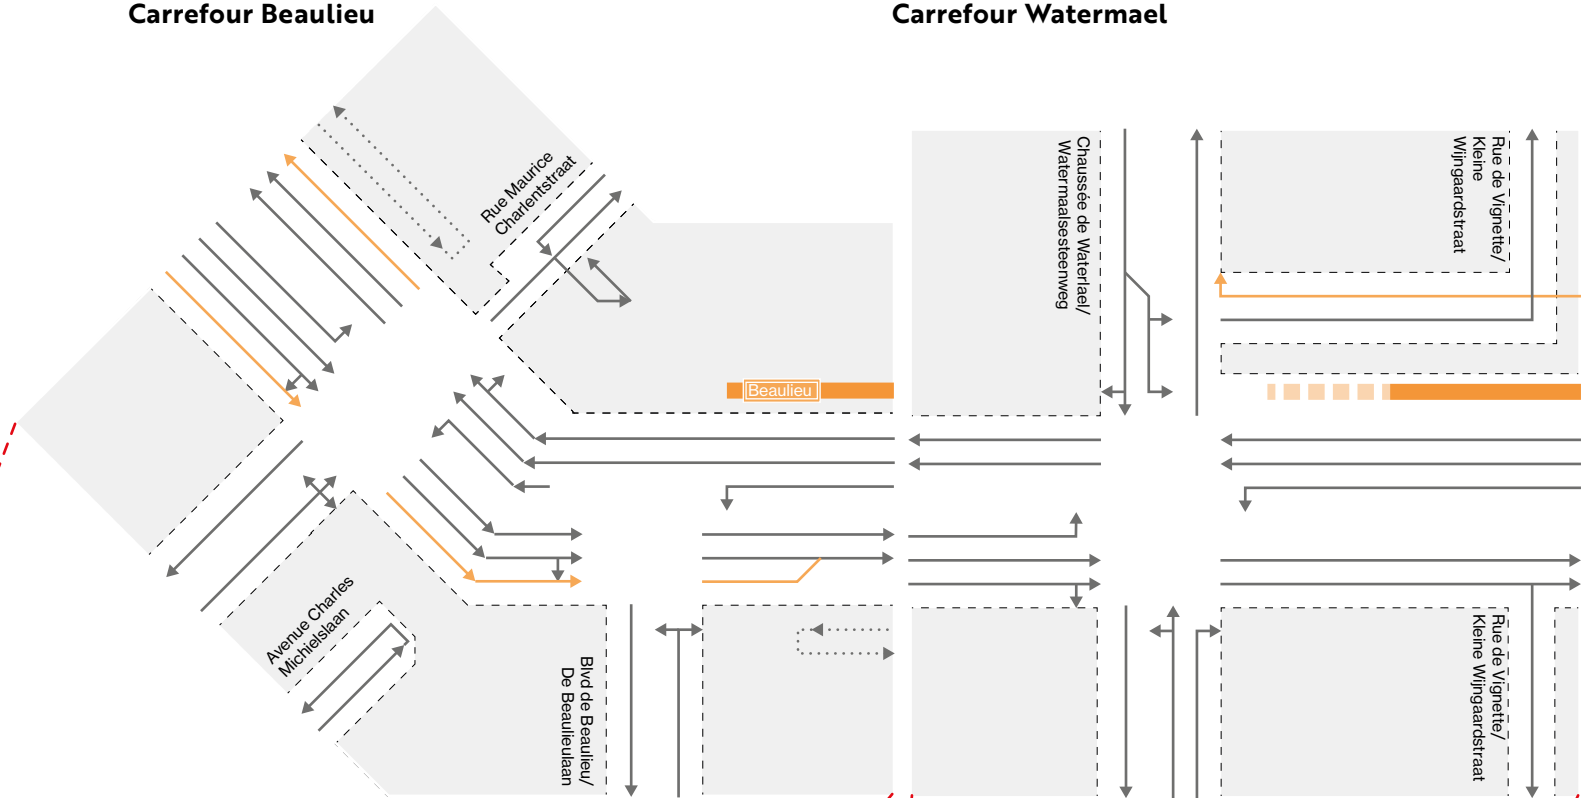 Carrefour Beaulieu
Carrefour Watermael
Rue Maurice
Charlentstraat
Chaussée de Waterlael/
Watermaalsesteenweg
Rue de Vignette/
Kleine
Wijngaardstraat
Beaulieu
Avenue Charles
Michielslaan
Blvd de Beaulieu/
De Beaulieulaan
Rue de Vignette/
Kleine Wijngaardstraat